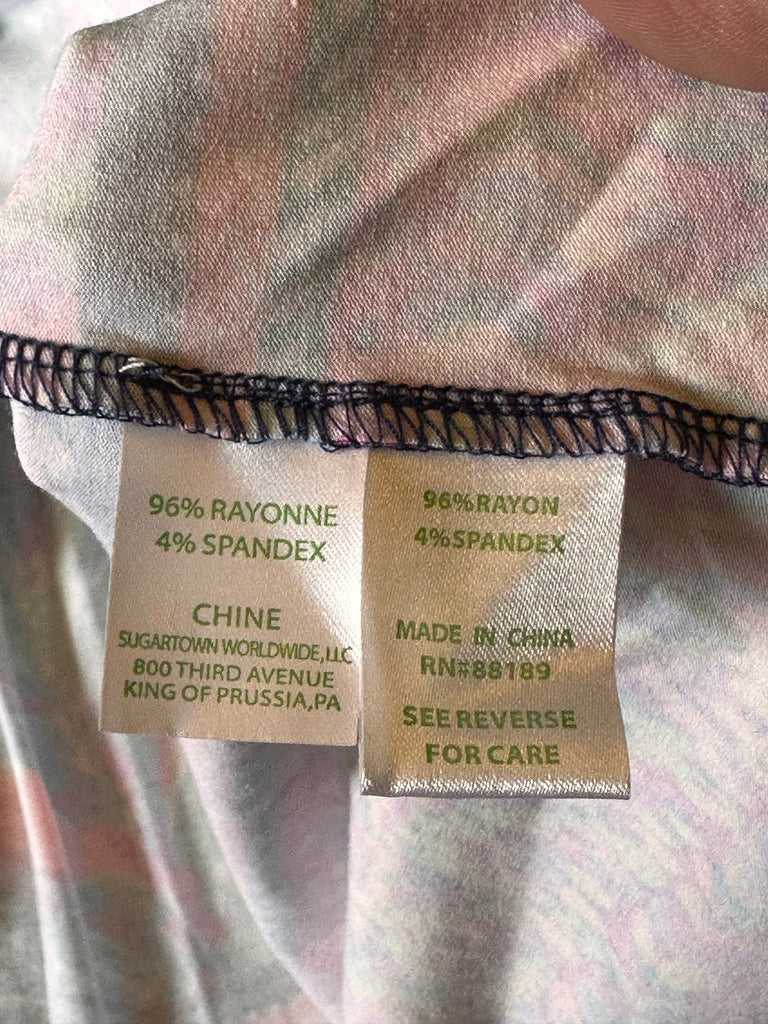 96% RAYONNE
4% SPANDEX
CHINE
SUGARTOWN WORLDWIDE,LLC
800 THIRD AVENUE
KING OF PRUSSIA,PA
96%RAYON
4%SPANDEX
MADE IN CHINA
RN#88189
SEE REVERSE
FOR CARE